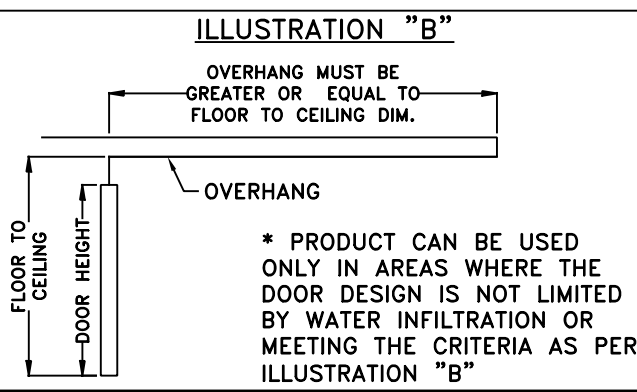 ILLUSTRATION "B"
OVERHANG MUST BE
GREATER OR EQUAL TO
FLOOR TO CEILING DIM.
OVERHANG
FLOOR TO
CEILING
DOOR HEIGHT
* PRODUCT CAN BE USED
ONLY IN AREAS WHERE THE
DOOR DESIGN IS NOT LIMITED
BY WATER INFILTRATION OR
MEETING THE CRITERIA AS PER
ILLUSTRATION "B"